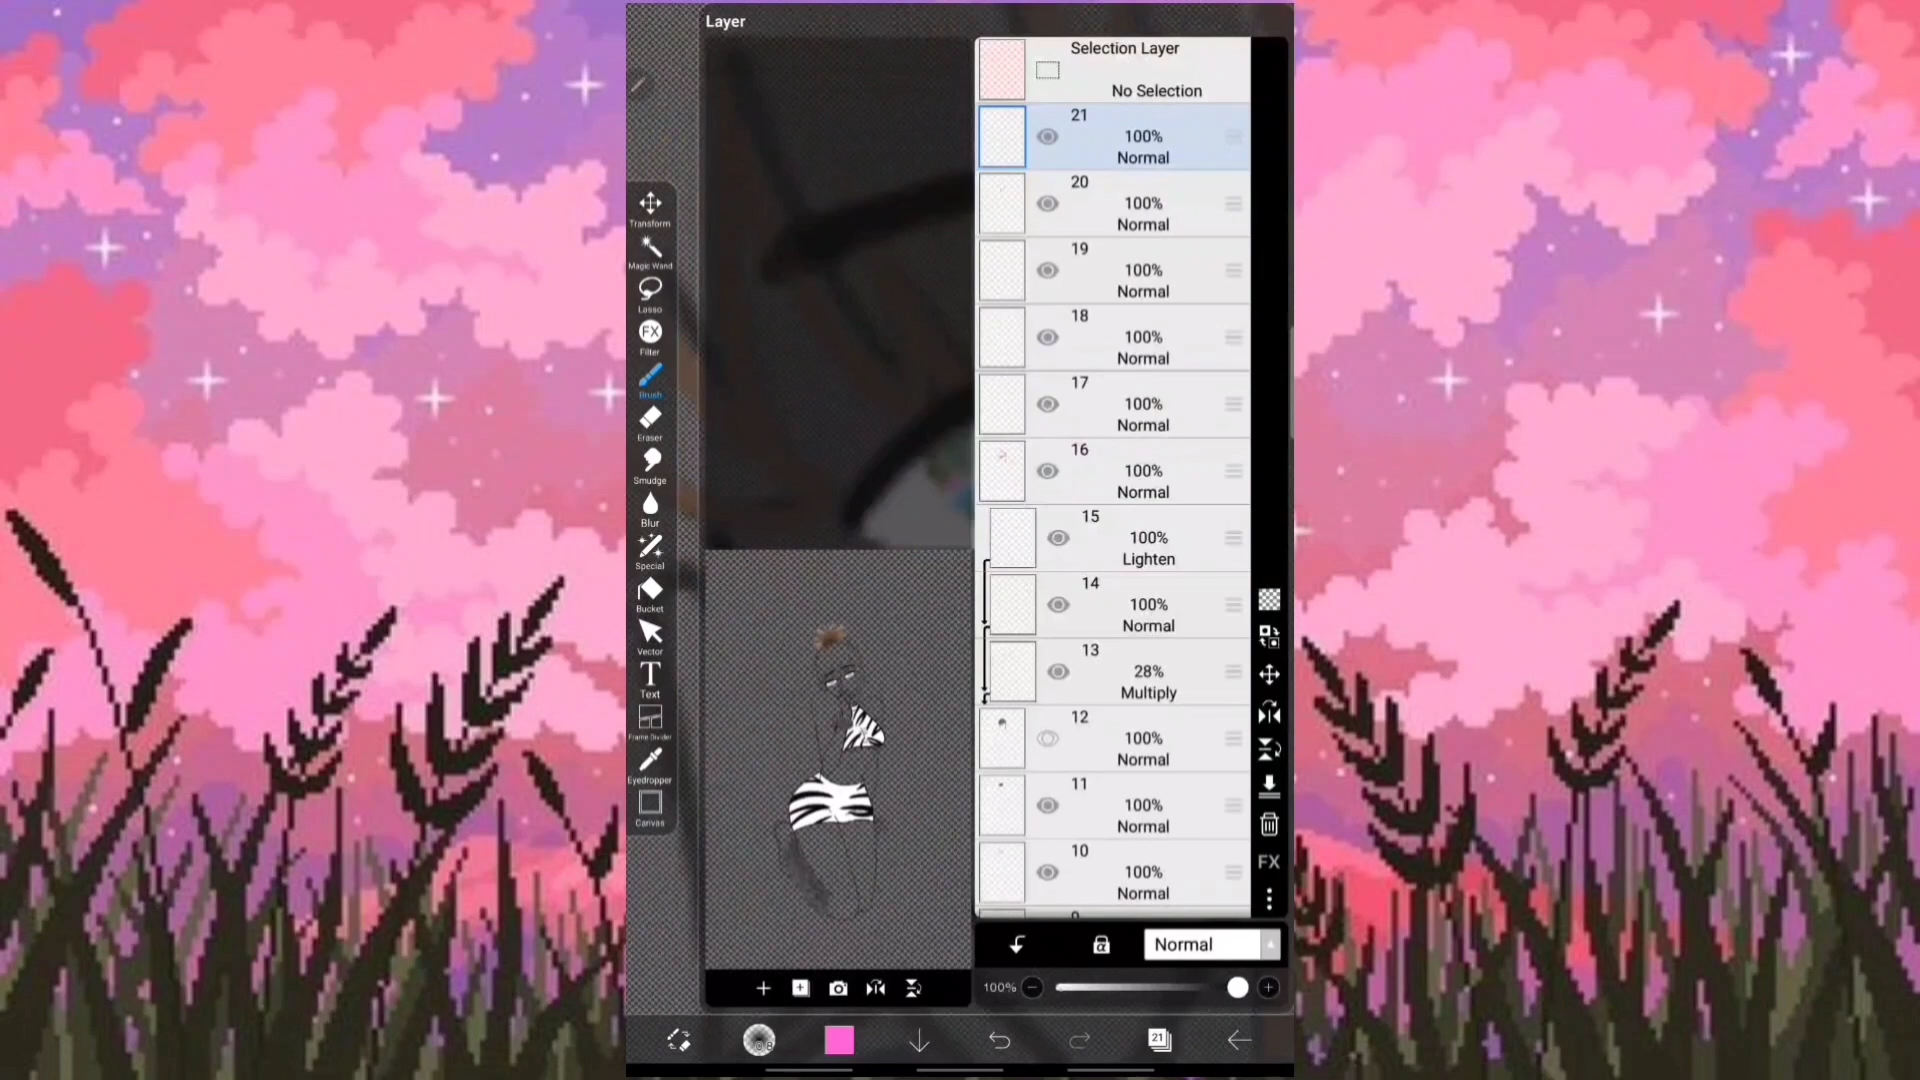 Layer
Selection Layer
No Selection
21
100%
Normal
20
100%
Normal
19
100%
Normal
18
100%
Normal
17
100%
Normal
16
100%
Normal
15
100%
Lighten
14
100%
Normal
13
28%
Multiply
12
100%
Normal
11
100%
Normal
10
100%
Normal
Transform
Magic Wand
Lasso
FX
Filter
Brush
Eraser
Smudge
Blur
Special
Bucket
Vector
T
Text
Frame Divider
Eyedropper
Canvas
FX
Normal
100%
21